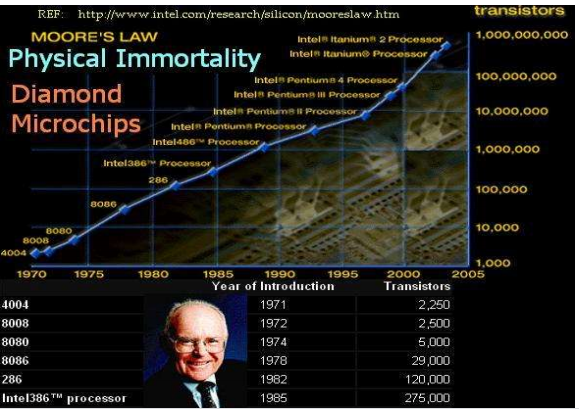 REF: http://www.intel.com/research/silicon/mooreslaw.htm
transistors
MOORE'S LAW
Physical Immortality
Diamond
Microchips
Intel® Itanium® 2 Processor
Intel® Itanium® Processor
Intel® Pentium® 4 Processor
Intel® Pentium® III Processor
Intel® Pentium® II Processor
Intel® Pentium® Processor
Intel486™ Processor
Intel386™ Processor
286
8086
8080
8008
4004
1,000,000,000
100,000,000
10,000,000
1,000,000
100,000
10,000
1,000
1970 1975 1980 1985 1990 1995 2000 2005
Year of Introduction Transistors
4004 1971 2,250
8008 1972 2,500
8080 1974 5,000
8086 1978 29,000
286 1982 120,000
Intel386™ processor 1985 275,000